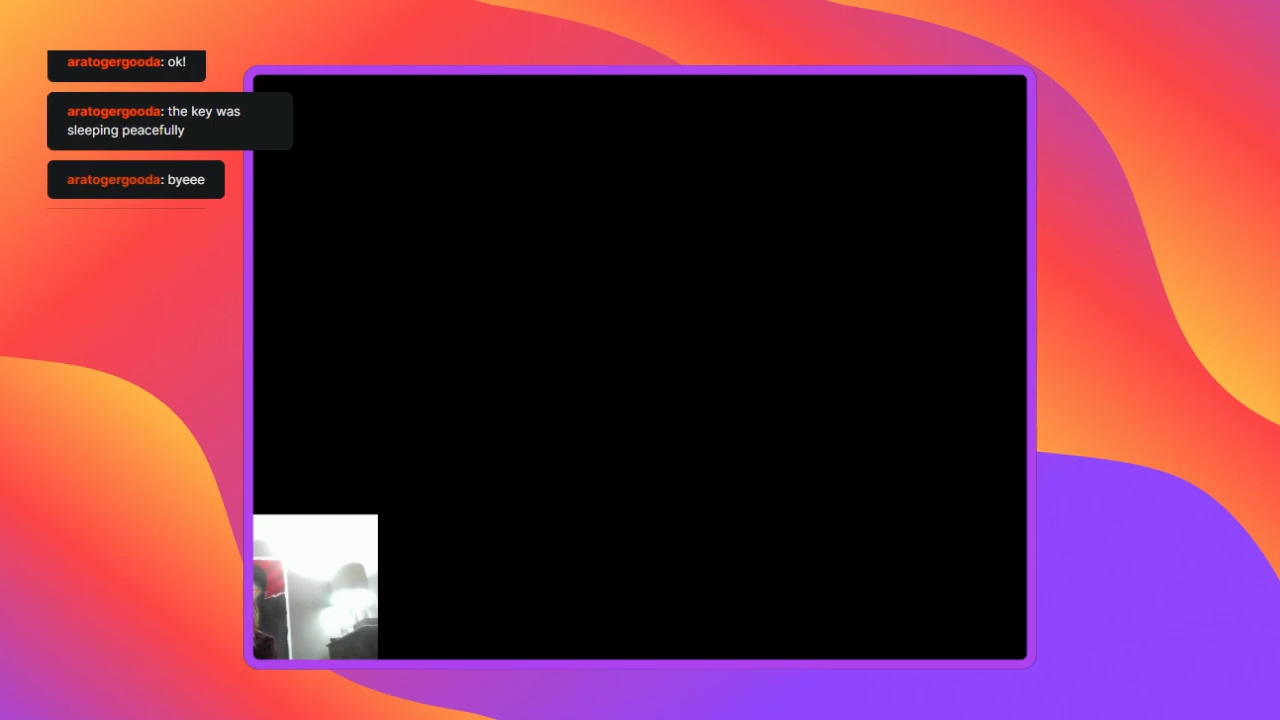 aratogergooda: ok!
aratogergooda: the key was
sleeping peacefully
aratogergooda: byeee